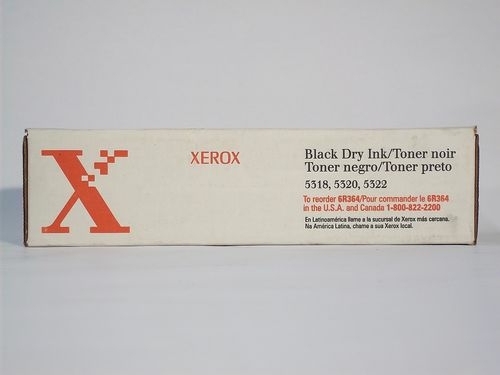 XEROX
Black Dry Ink/Toner noir
Toner negro/Toner preto
5318, 5320, 5322
To reorder 6R364/Pour commander le 6R364
in the U.S.A. and Canada 1-800-822-2200
En Latinoamérica llame a la sucursal de Xerox más cercana.
Na América Latina, chame a sua Xerox local.